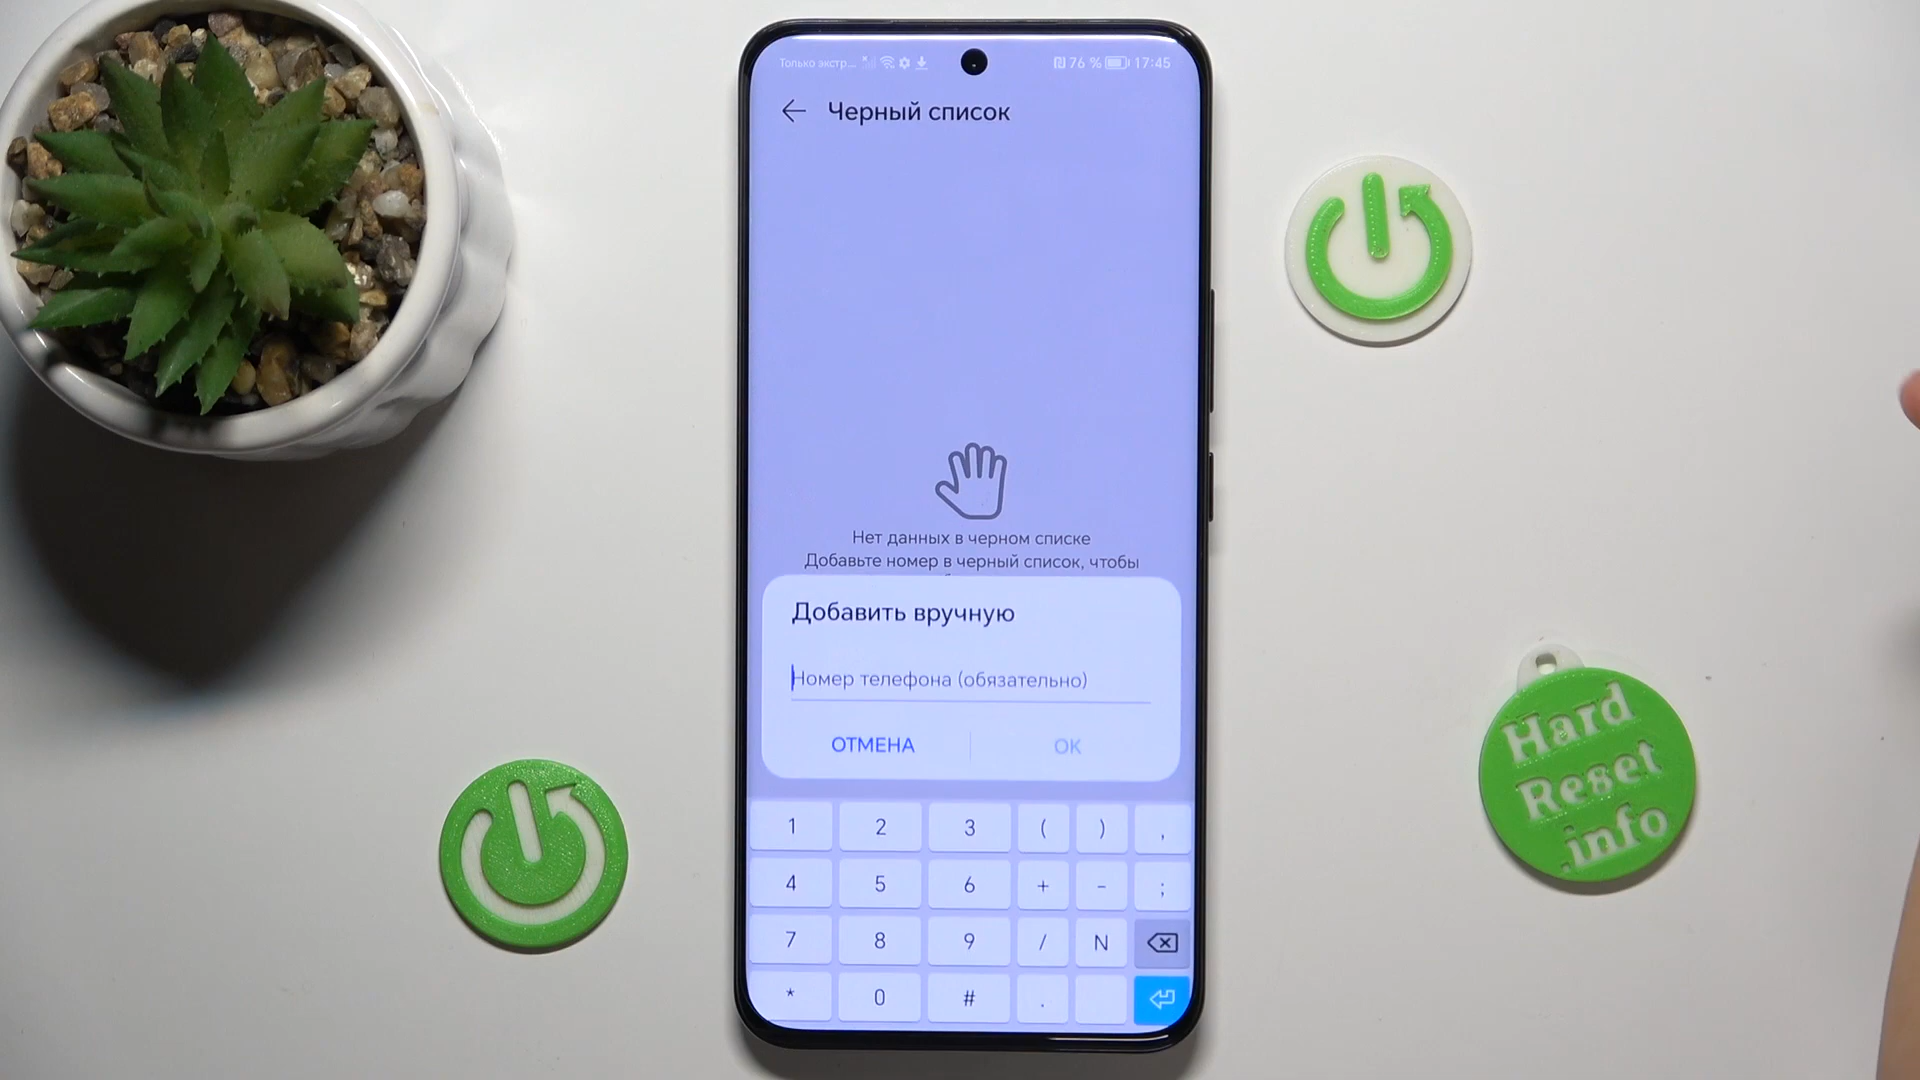 Только экстр... 76 % 17:45
Черный список
Нет данных в черном списке
Добавьте номер в черный список, чтобы
Добавить вручную
Номер телефона (обязательно)
ОТМЕНА OK
1 2 3 ( ) ,
4 5 6 + - ;
7 8 9 / N
* 0 # .
Hard
Reset
.info